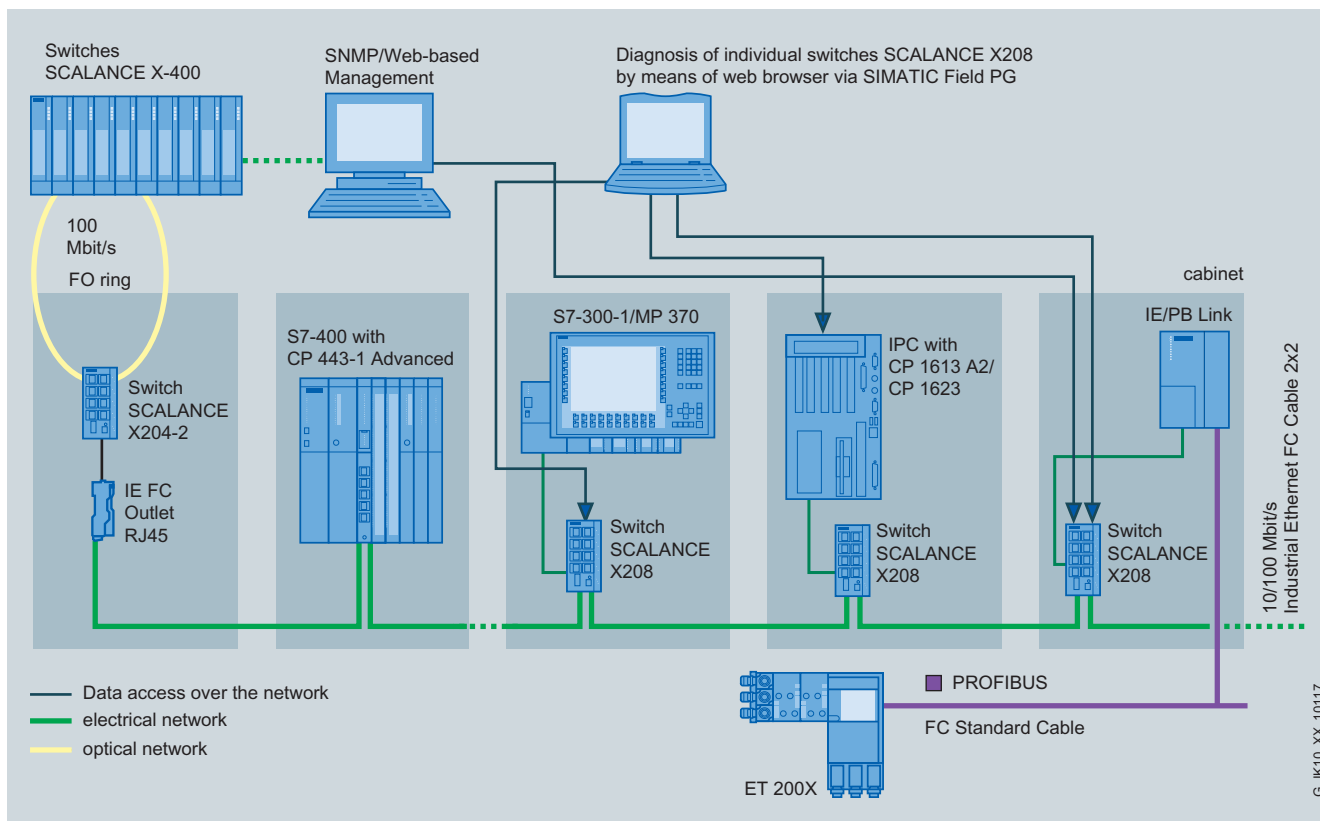 Switches
SCALANCE X-400
SNMP/Web-based
Management
Diagnosis of individual switches SCALANCE X208
by means of web browser via SIMATIC Field PG
100
Mbit/s
FO ring
cabinet
Switch
SCALANCE
X204-2
IE FC
Outlet
RJ45
S7-400 with
CP 443-1 Advanced
S7-300-1/MP 370
Switch
SCALANCE
X208
IPC with
CP 1613 A2/
CP 1623
Switch
SCALANCE
X208
IE/PB Link
Switch
SCALANCE
X208
10/100 Mbit/s
Industrial Ethernet FC Cable 2x2
Data access over the network
electrical network
optical network
PROFIBUS
FC Standard Cable
ET 200X
G_IK10_XX_10117